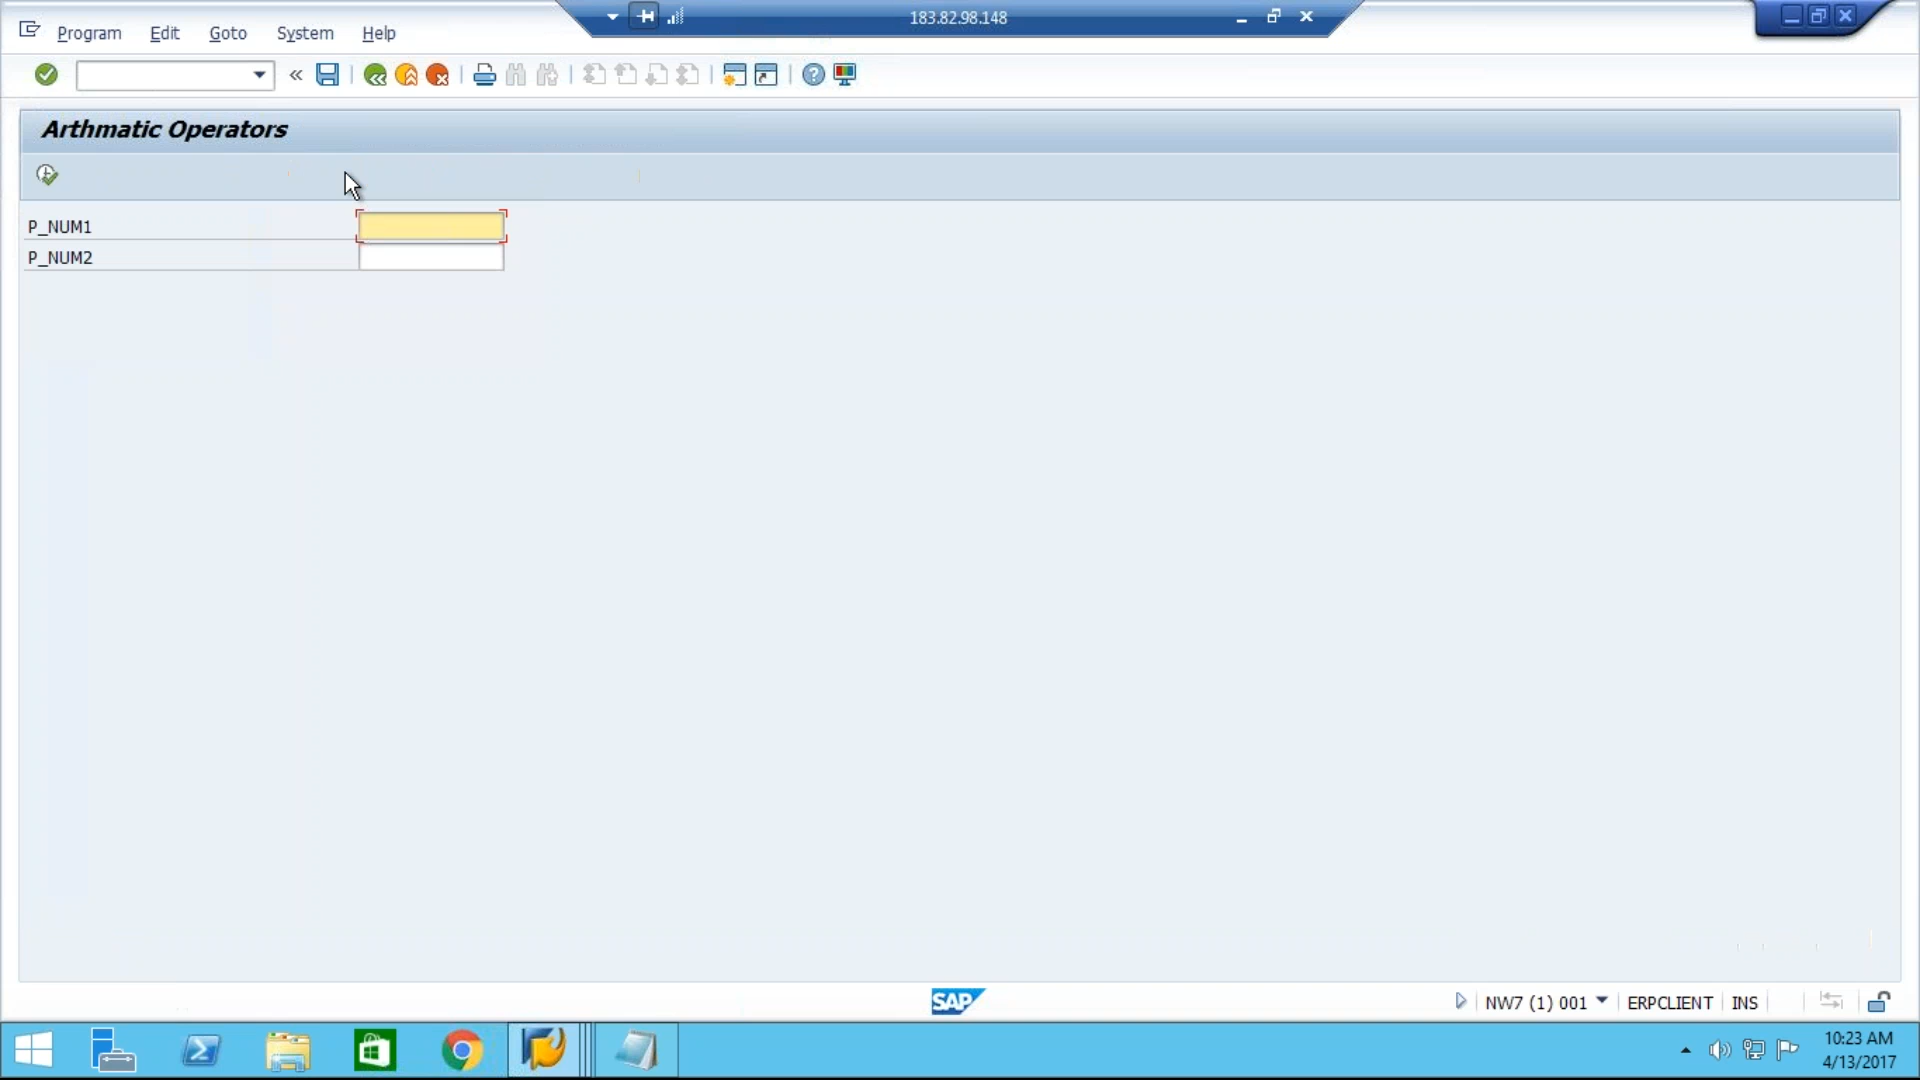 183.82.98.148
Program Edit Goto System Help
Arthmatic Operators
P_NUM1
P_NUM2
SAP
NW7 (1) 001 ERPCLIENT INS
10:23 AM
4/13/2017